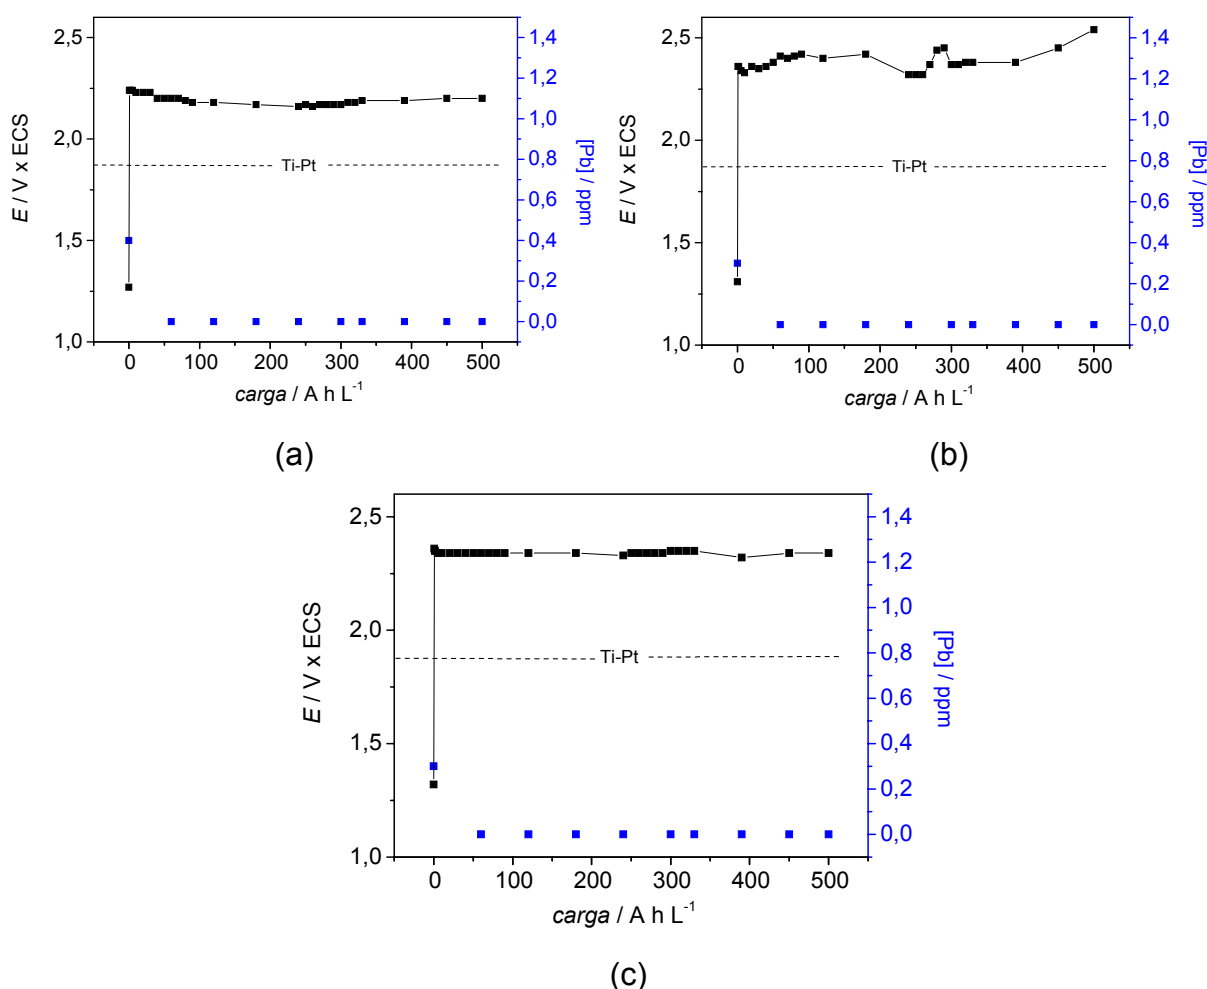 2,5
2,0
1,5
1,0
E / V x ECS
1,4
1,2
1,0
0,8
0,6
0,4
0,2
0,0
[Pb] / ppm
Ti-Pt
0 100 200 300 400 500
carga / A h L-1
(a)
2,5
2,0
1,5
1,0
E / V x ECS
1,4
1,2
1,0
0,8
0,6
0,4
0,2
0,0
[Pb] / ppm
Ti-Pt
0 100 200 300 400 500
carga / A h L-1
(b)
2,5
2,0
1,5
1,0
E / V x ECS
1,4
1,2
1,0
0,8
0,6
0,4
0,2
0,0
[Pb] / ppm
Ti-Pt
0 100 200 300 400 500
carga / A h L-1
(c)